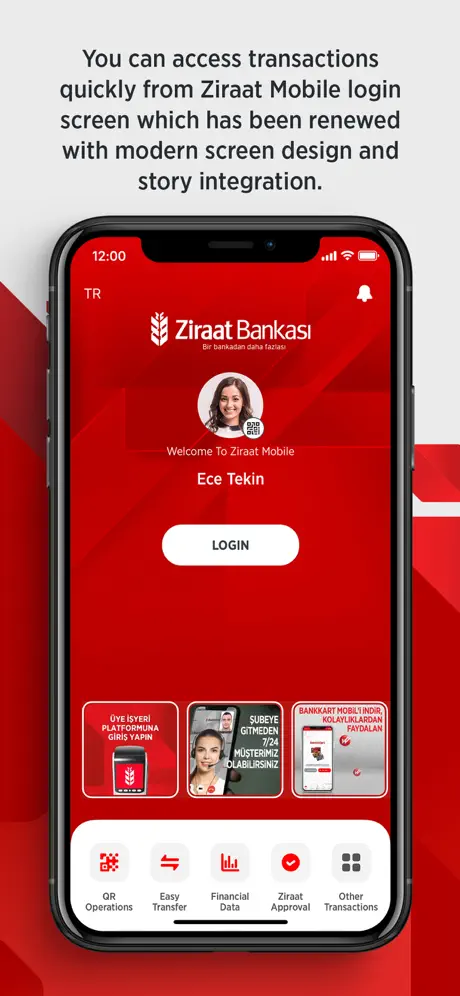 You can access transactions
quickly from Ziraat Mobile login
screen which has been renewed
with modern screen design and
story integration.
12:00
TR
Ziraat Bankası
Bir bankadan daha fazlası
Welcome To Ziraat Mobile
Ece Tekin
LOGIN
ÜYE İŞYERİ
PLATFORMUNA
GİRİŞ YAPIN
ŞUBEYE
GİTMEDEN
7/24
MÜŞTERİMİZ
OLABİLİRSİNİZ
BANKKART MOBİL'İ İNDİR,
KOLAYLIKLARDAN
FAYDALAN
QR
Operations
Easy
Transfer
Financial
Data
Ziraat
Approval
Other
Transactions